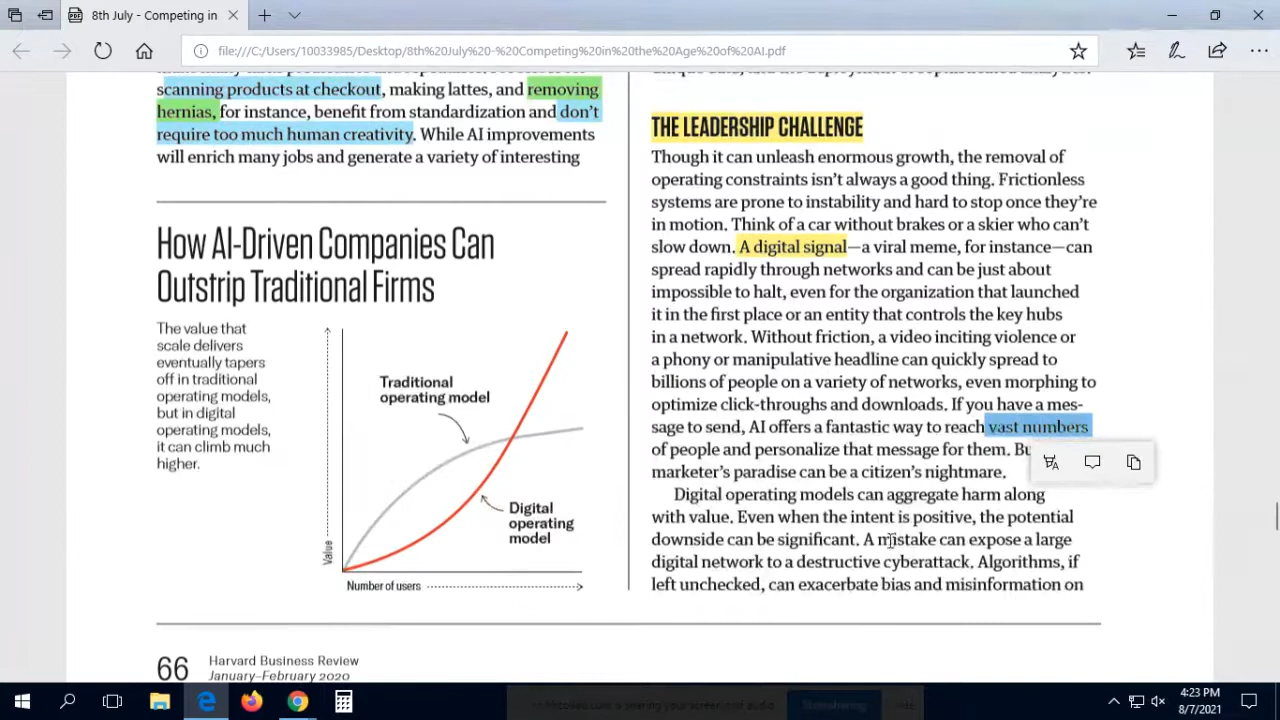 8th July - Competing in
file:///C:/Users/10033985/Desktop/8th%20July%20-%20Competing%20in%20the%20Age%20of%20AI.pdf
scanning products at checkout, making lattes, and removing
hernias, for instance, benefit from standardization and don't
require too much human creativity. While AI improvements
will enrich many jobs and generate a variety of interesting
How AI-Driven Companies Can
Outstrip Traditional Firms
The value that
scale delivers
eventually tapers
off in traditional
operating models,
but in digital
operating models,
it can climb much
higher.
Traditional
operating model
Digital
operating
model
Value
Number of users
THE LEADERSHIP CHALLENGE
Though it can unleash enormous growth, the removal of
operating constraints isn't always a good thing. Frictionless
systems are prone to instability and hard to stop once they're
in motion. Think of a car without brakes or a skier who can't
slow down. A digital signal—a viral meme, for instance—can
spread rapidly through networks and can be just about
impossible to halt, even for the organization that launched
it in the first place or an entity that controls the key hubs
in a network. Without friction, a video inciting violence or
a phony or manipulative headline can quickly spread to
billions of people on a variety of networks, even morphing to
optimize click-throughs and downloads. If you have a mes-
sage to send, AI offers a fantastic way to reach vast numbers
of people and personalize that message for them. Bu
marketer's paradise can be a citizen's nightmare.
Digital operating models can aggregate harm along
with value. Even when the intent is positive, the potential
downside can be significant. A mistake can expose a large
digital network to a destructive cyberattack. Algorithms, if
left unchecked, can exacerbate bias and misinformation on
66 Harvard Business Review
January–February 2020
is sharing your screen and audio.
Stop sharing
Hide
4:23 PM
8/7/2021